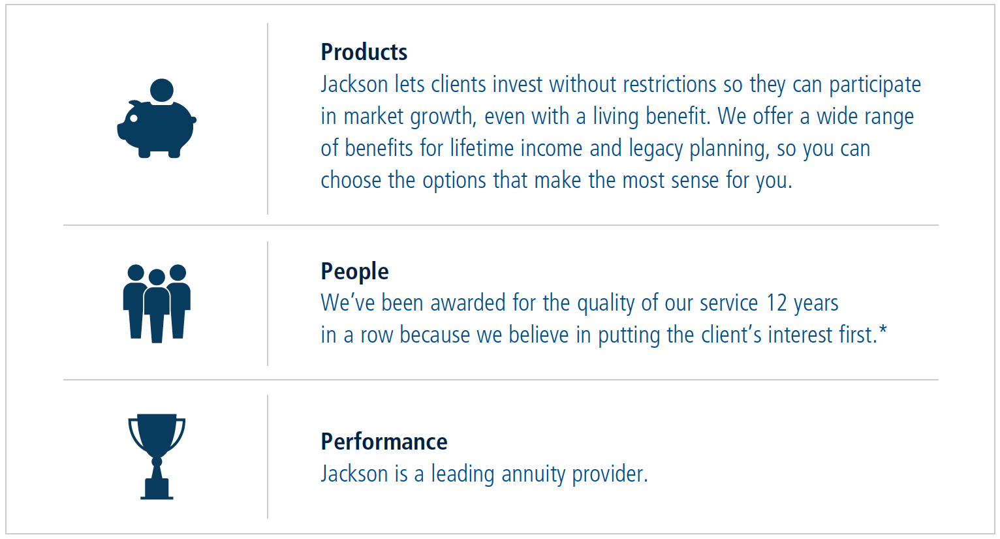 Products
Jackson lets clients invest without restrictions so they can participate
in market growth, even with a living benefit. We offer a wide range
of benefits for lifetime income and legacy planning, so you can
choose the options that make the most sense for you.
People
We’ve been awarded for the quality of our service 12 years
in a row because we believe in putting the client’s interest first.*
Performance
Jackson is a leading annuity provider.